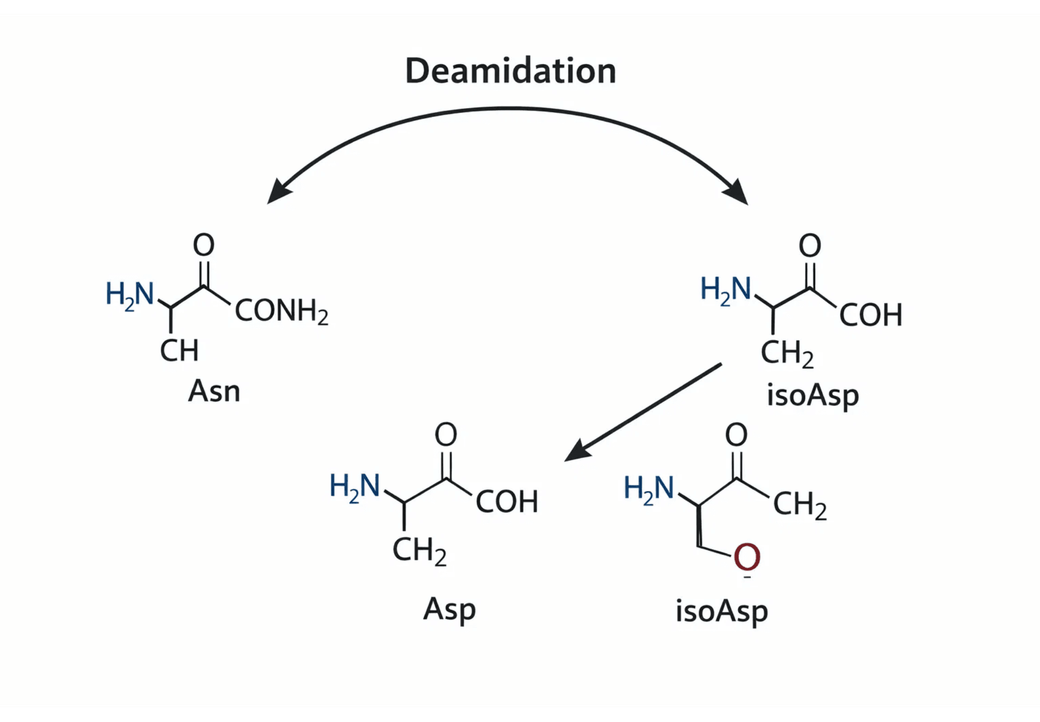 Deamidation
O
H₂N
CONH₂
CH
Asn
O
H₂N
COH
CH₂
isoAsp
O
H₂N
COH
CH₂
Asp
O
H₂N
CH₂
O
-
isoAsp